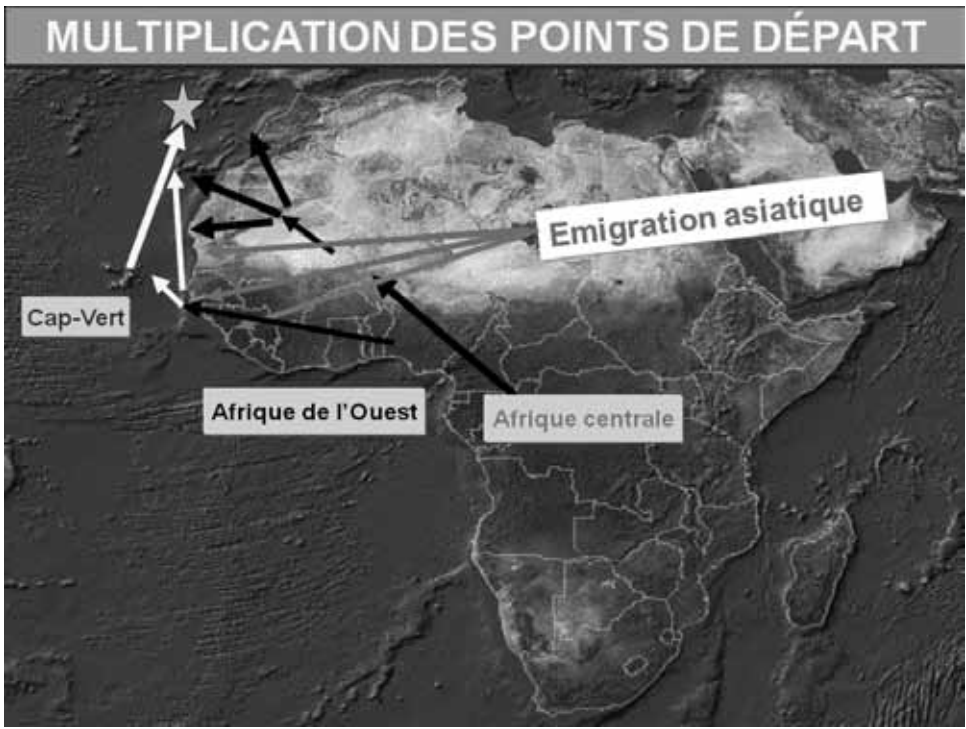 MULTIPLICATION DES POINTS DE DÉPART
Emigration asiatique
Cap-Vert
Afrique de l'Ouest
Afrique centrale